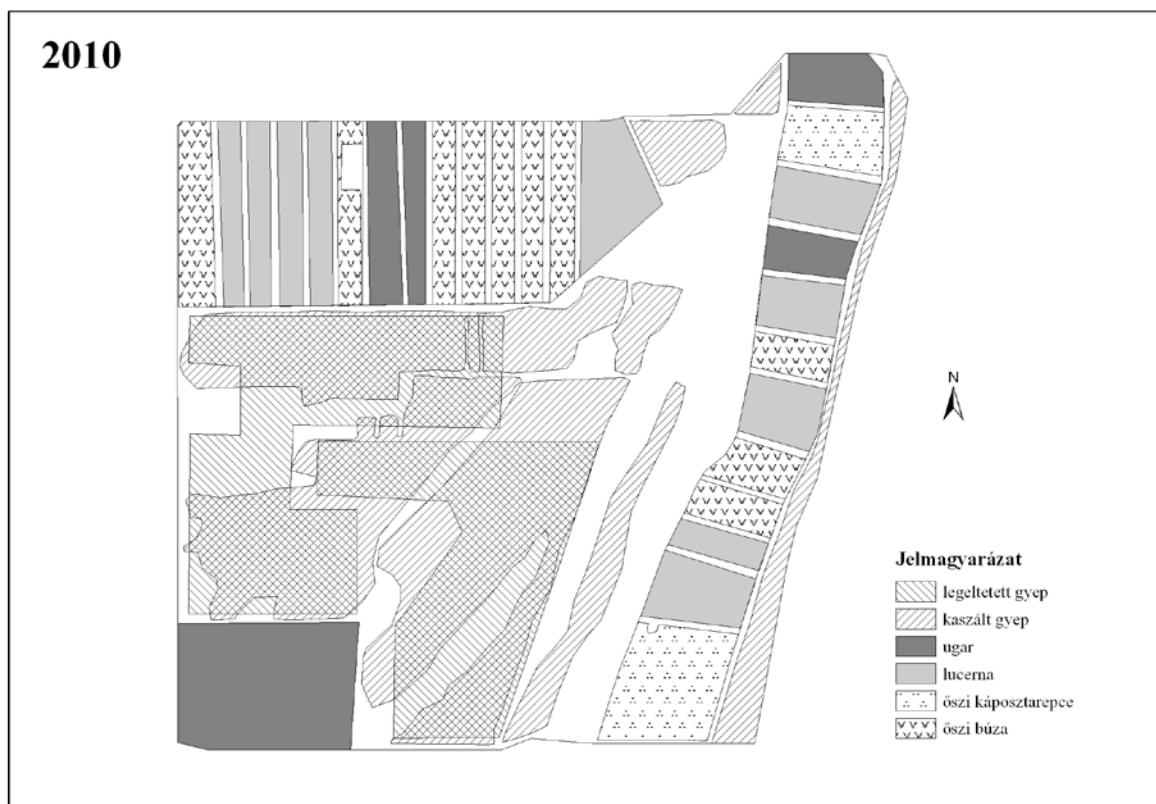 2010
N
Jelmagyarázat
legeltetett gyep
kaszált gyep
ugar
lucerna
őszi káposztarepce
őszi búza